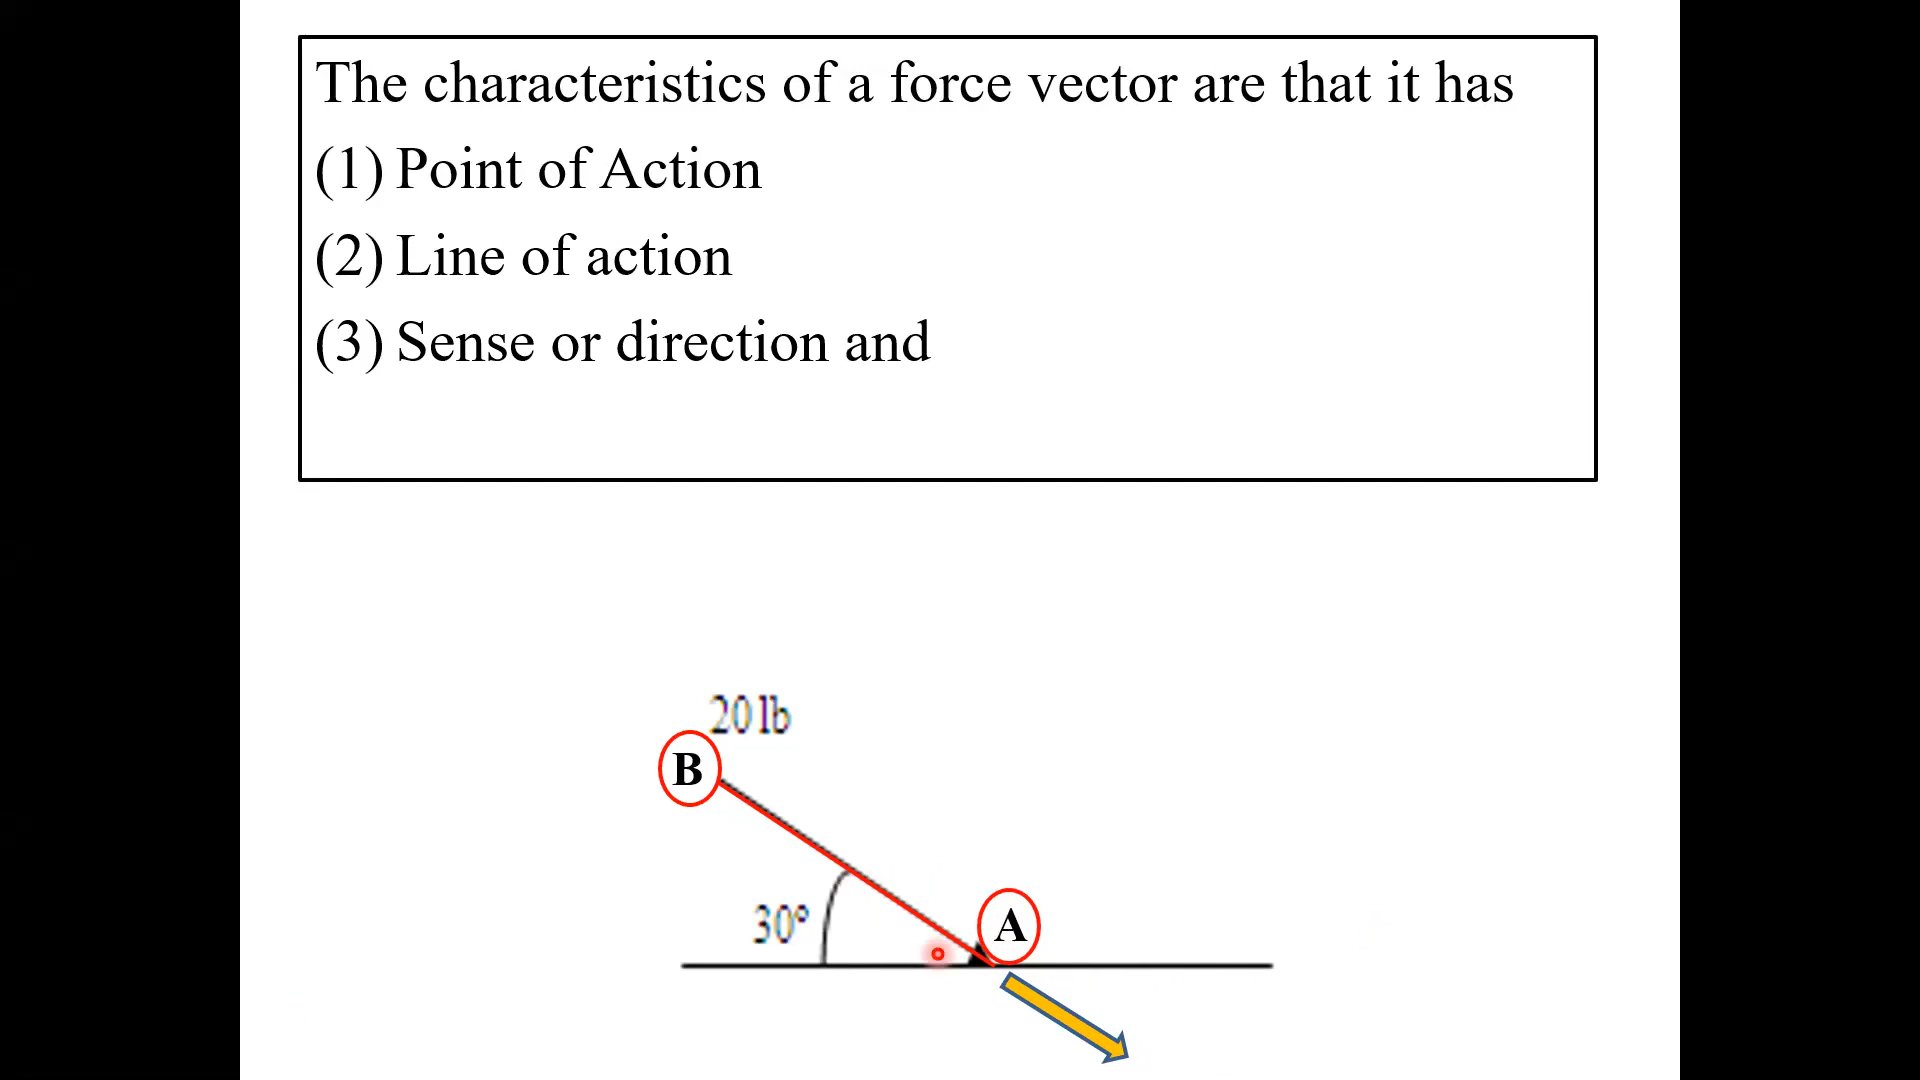 The characteristics of a force vector are that it has
(1) Point of Action
(2) Line of action
(3) Sense or direction and
20 lb
B
30°
A